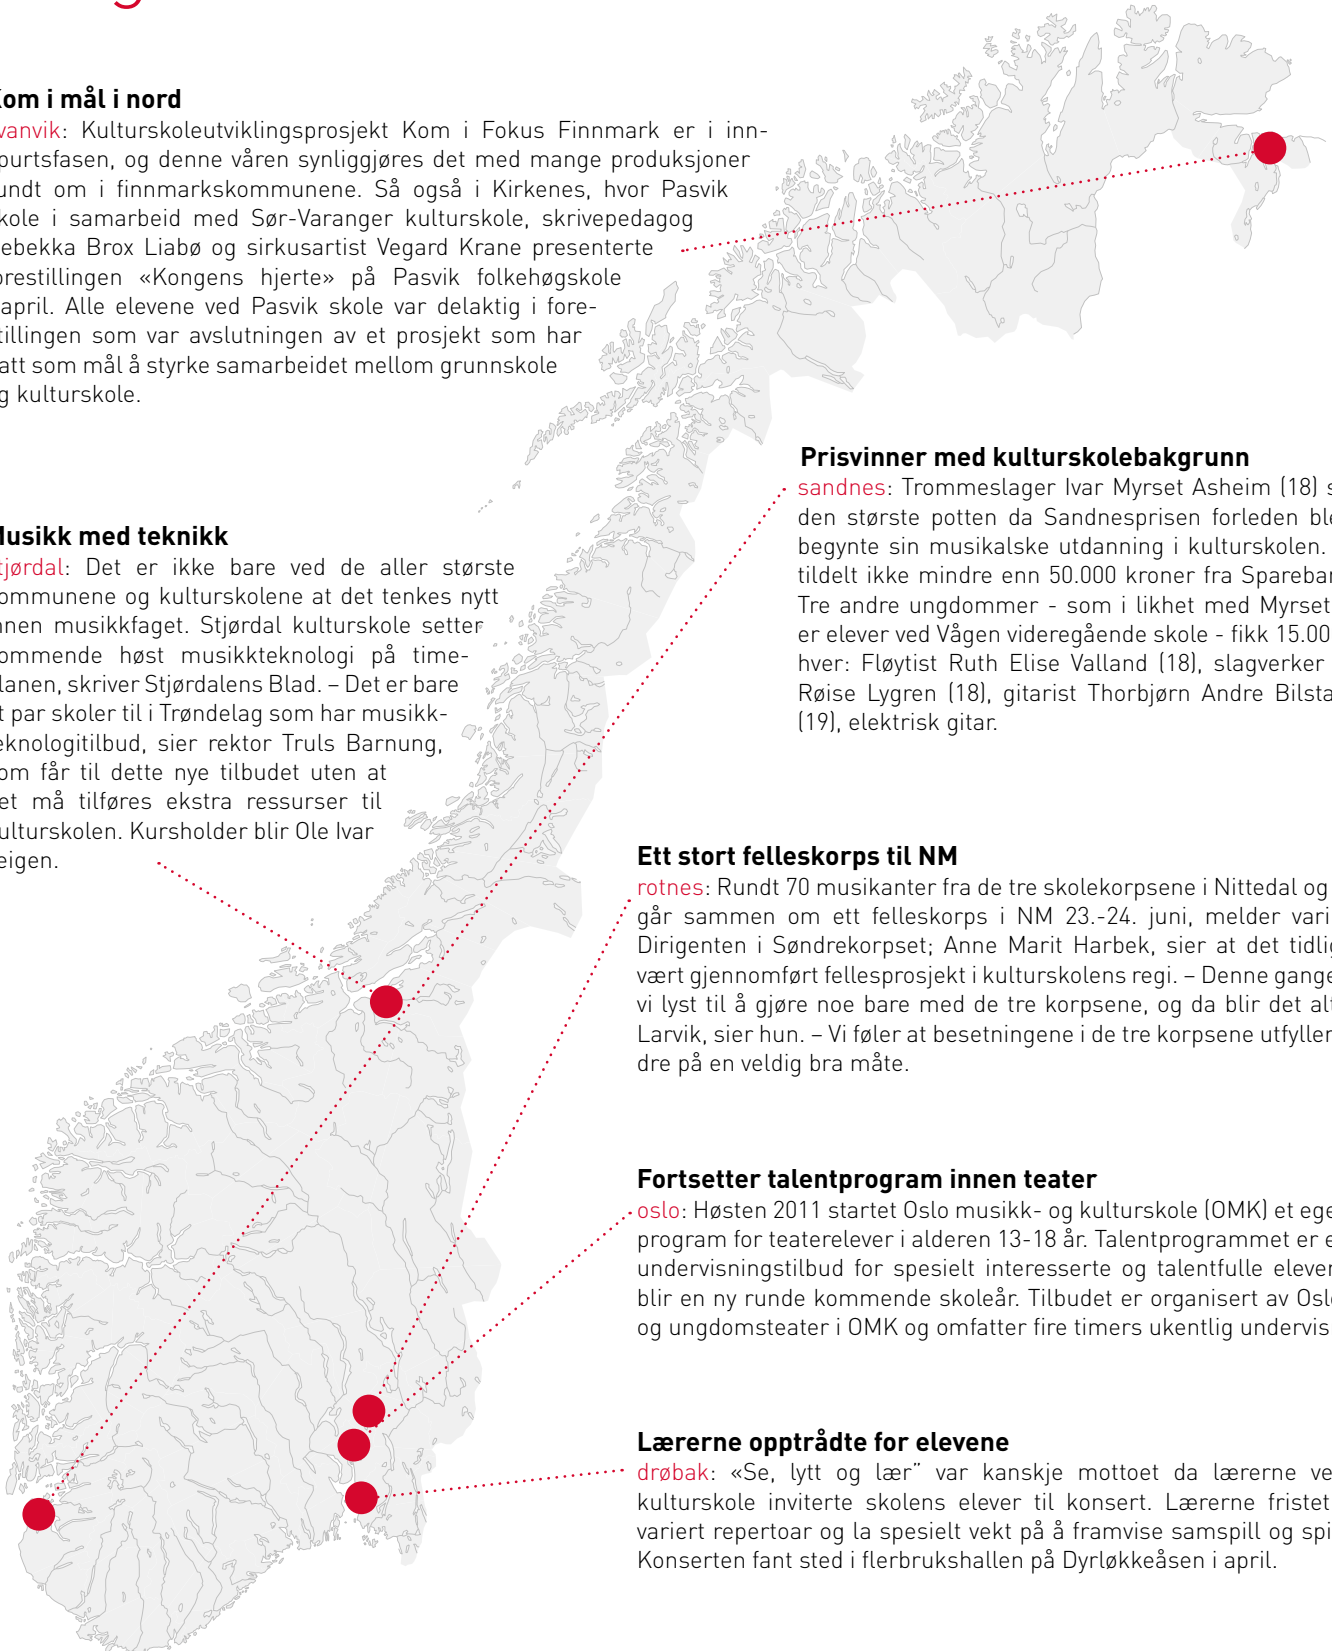 Kom i mål i nord
vanvik: Kulturskoleutviklingsprosjekt Kom i Fokus Finnmark er i inn-
purtsfasen, og denne våren synliggjøres det med mange produksjoner
undt om i finnmarkskommunene. Så også i Kirkenes, hvor Pasvik
kole i samarbeid med Sør-Varanger kulturskole, skrivepedagog
ebekka Brox Liabø og sirkusartist Vegard Krane presenterte
orestillingen «Kongens hjerte» på Pasvik folkehøgskole
april. Alle elevene ved Pasvik skole var delaktig i fore-
tillingen som var avslutningen av et prosjekt som har
att som mål å styrke samarbeidet mellom grunnskole
g kulturskole.
Musikk med teknikk
tjørdal: Det er ikke bare ved de aller største
ommunene og kulturskolene at det tenkes nytt
nnen musikkfaget. Stjørdal kulturskole setter
ommende høst musikkteknologi på time-
lanen, skriver Stjørdalens Blad. – Det er bare
t par skoler til i Trøndelag som har musikk-
eknologitilbud, sier rektor Truls Barnung,
om får til dette nye tilbudet uten at
et må tilføres ekstra ressurser til
ulturskolen. Kursholder blir Ole Ivar
eigen.
Prisvinner med kulturskolebakgrunn
sandnes: Trommeslager Ivar Myrset Asheim (18) s
den største potten da Sandnesprisen forleden ble
begynte sin musikalske utdanning i kulturskolen.
tildelt ikke mindre enn 50.000 kroner fra Spareban
Tre andre ungdommer - som i likhet med Myrset
er elever ved Vågen videregående skole - fikk 15.00
hver: Fløytist Ruth Elise Valland (18), slagverker
Røise Lygren (18), gitarist Thorbjørn Andre Bilsta
(19), elektrisk gitar.
Ett stort felleskorps til NM
rotnes: Rundt 70 musikanter fra de tre skolekorpsene i Nittedal og
går sammen om ett felleskorps i NM 23.-24. juni, melder vari
Dirigenten i Søndrekorpset; Anne Marit Harbek, sier at det tidlig
vært gjennomført fellesprosjekt i kulturskolens regi. – Denne gange
vi lyst til å gjøre noe bare med de tre korpsene, og da blir det alt
Larvik, sier hun. – Vi føler at besetningene i de tre korpsene utfyller
dre på en veldig bra måte.
Fortsetter talentprogram innen teater
oslo: Høsten 2011 startet Oslo musikk- og kulturskole (OMK) et ege
program for teaterelever i alderen 13-18 år. Talentprogrammet er e
undervisningstilbud for spesielt interesserte og talentfulle elever
blir en ny runde kommende skoleår. Tilbudet er organisert av Oslo
og ungdomsteater i OMK og omfatter fire timers ukentlig undervis
Lærerne opptrådte for elevene
drøbak: «Se, lytt og lær” var kanskje mottoet da lærerne ve
kulturskole inviterte skolens elever til konsert. Lærerne fristet
variert repertoar og la spesielt vekt på å framvise samspill og spi
Konserten fant sted i flerbrukshallen på Dyrløkkeåsen i april.